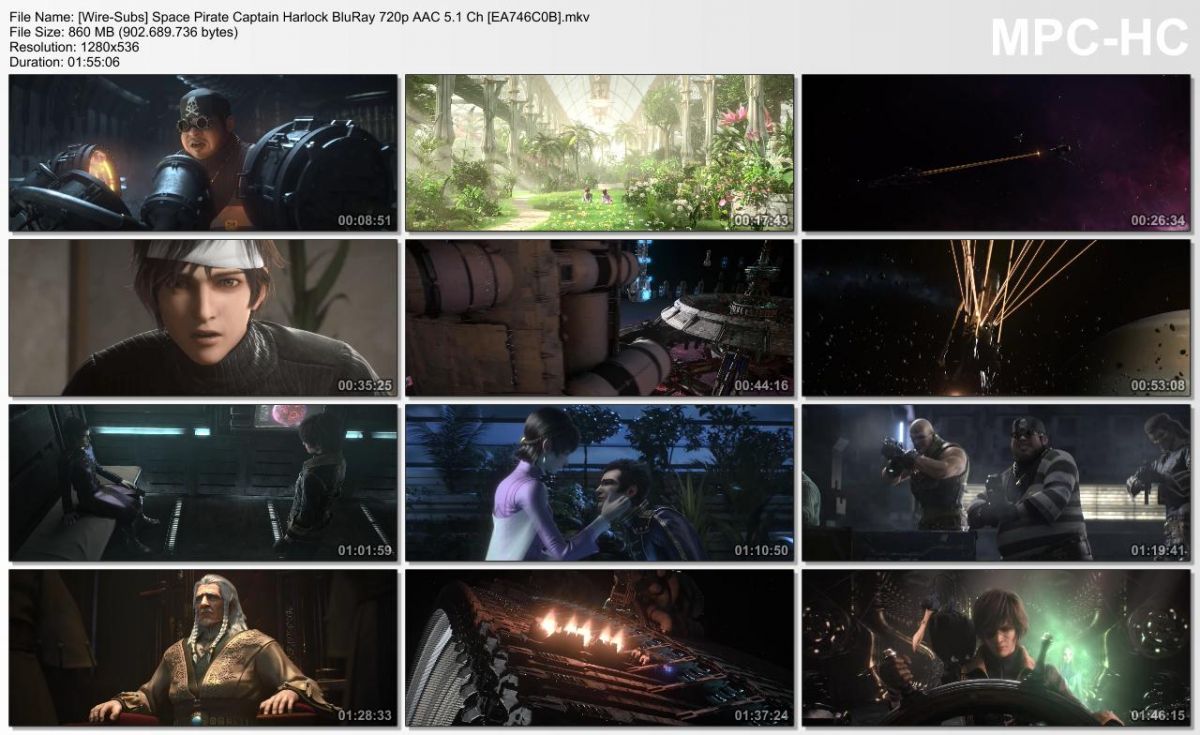 File Name: [Wire-Subs] Space Pirate Captain Harlock BluRay 720p AAC 5.1 Ch [EA746C0B].mkv
File Size: 860 MB (902.689.736 bytes)
Resolution: 1280x536
Duration: 01:55:06
MPC-HC
00:08:51
00:17:43
00:26:34
00:35:25
00:44:16
00:53:08
01:01:59
01:10:50
01:19:41
01:28:33
01:37:24
01:46:15